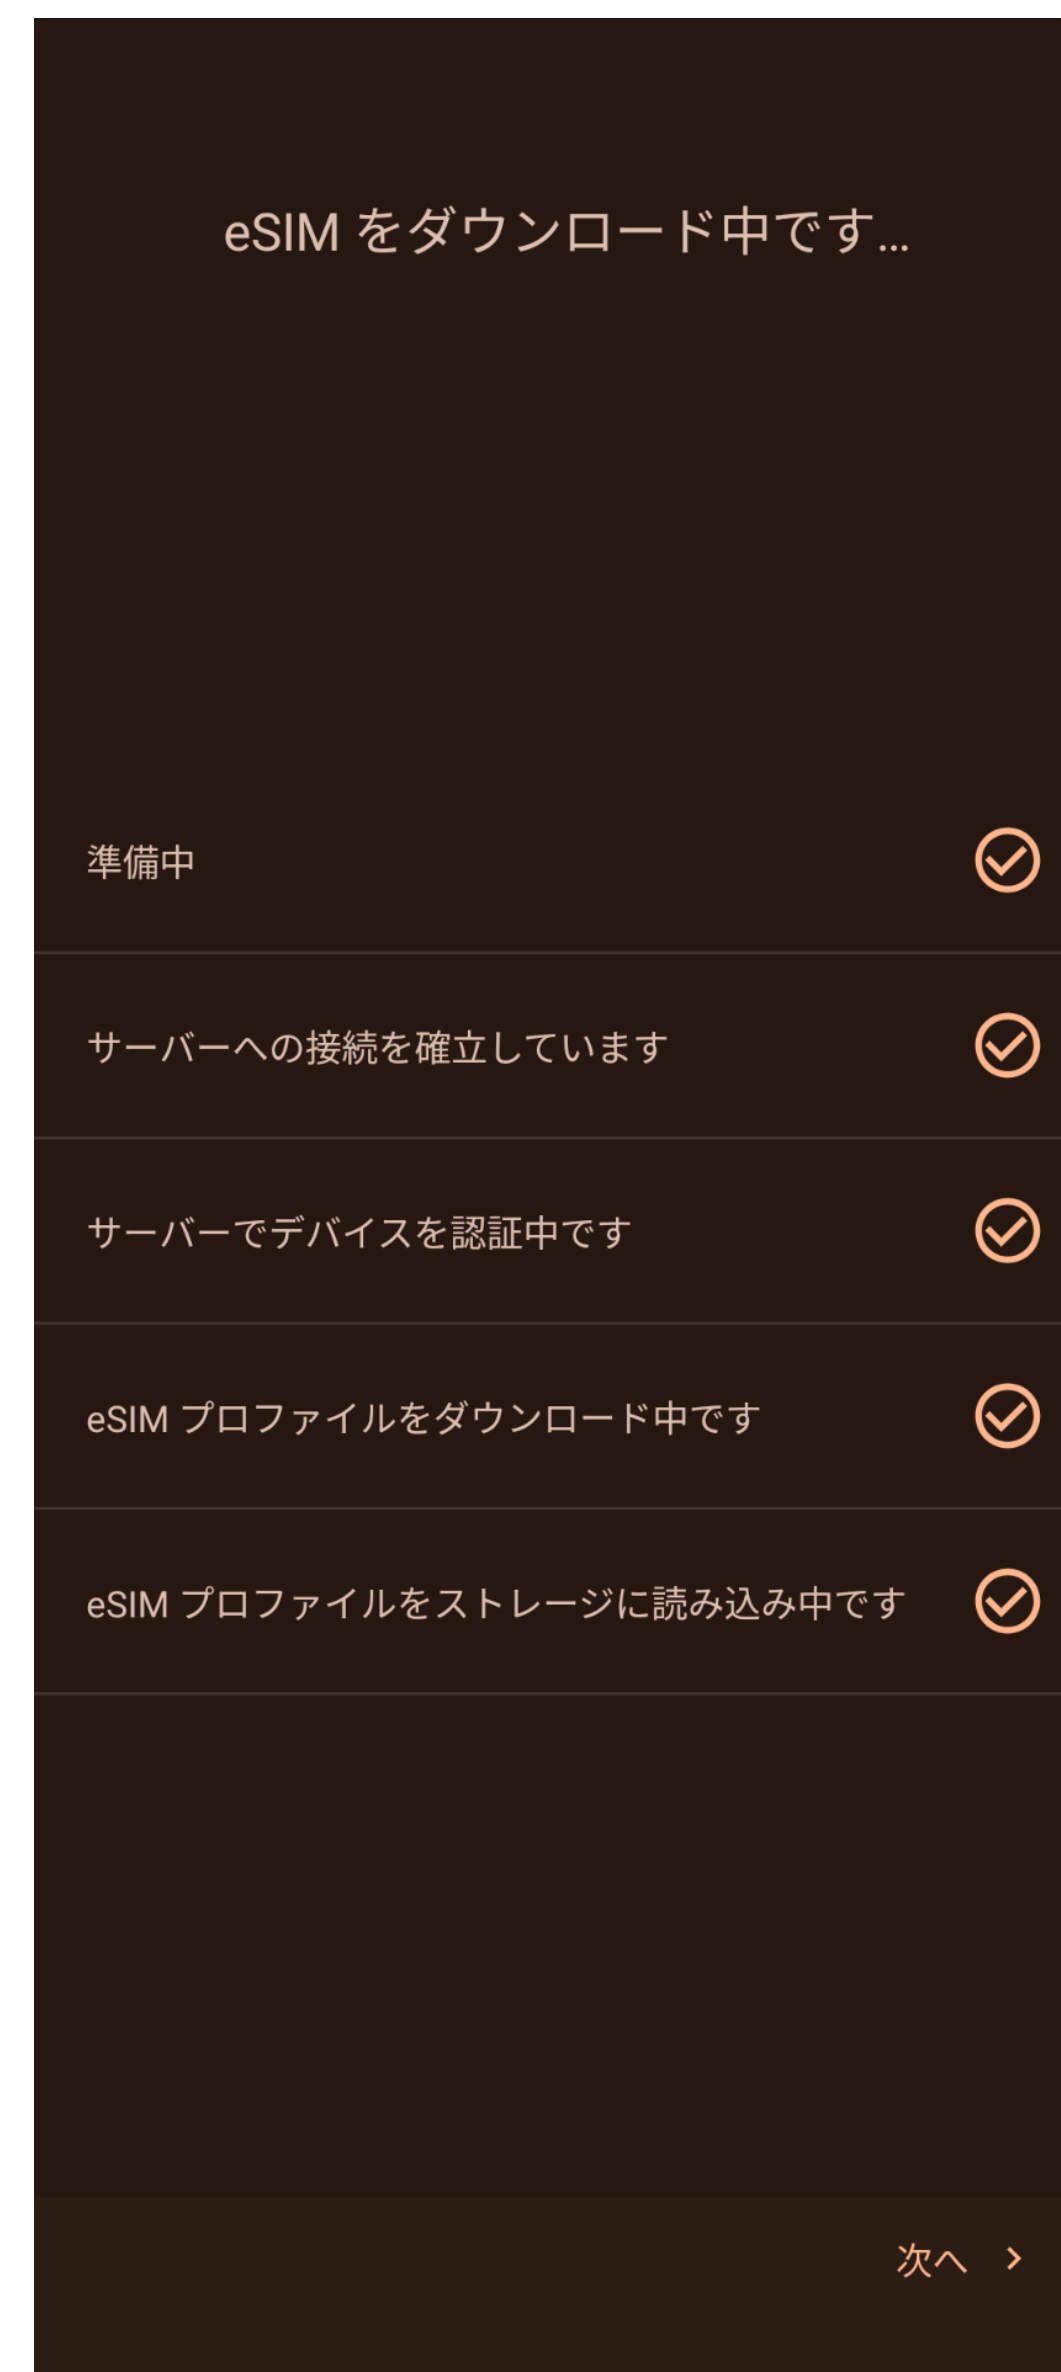 eSIM をダウンロード中です...
準備中
サーバーへの接続を確立しています
サーバーでデバイスを認証中です
eSIM プロファイルをダウンロード中です
eSIM プロファイルをストレージに読み込み中です
次へ